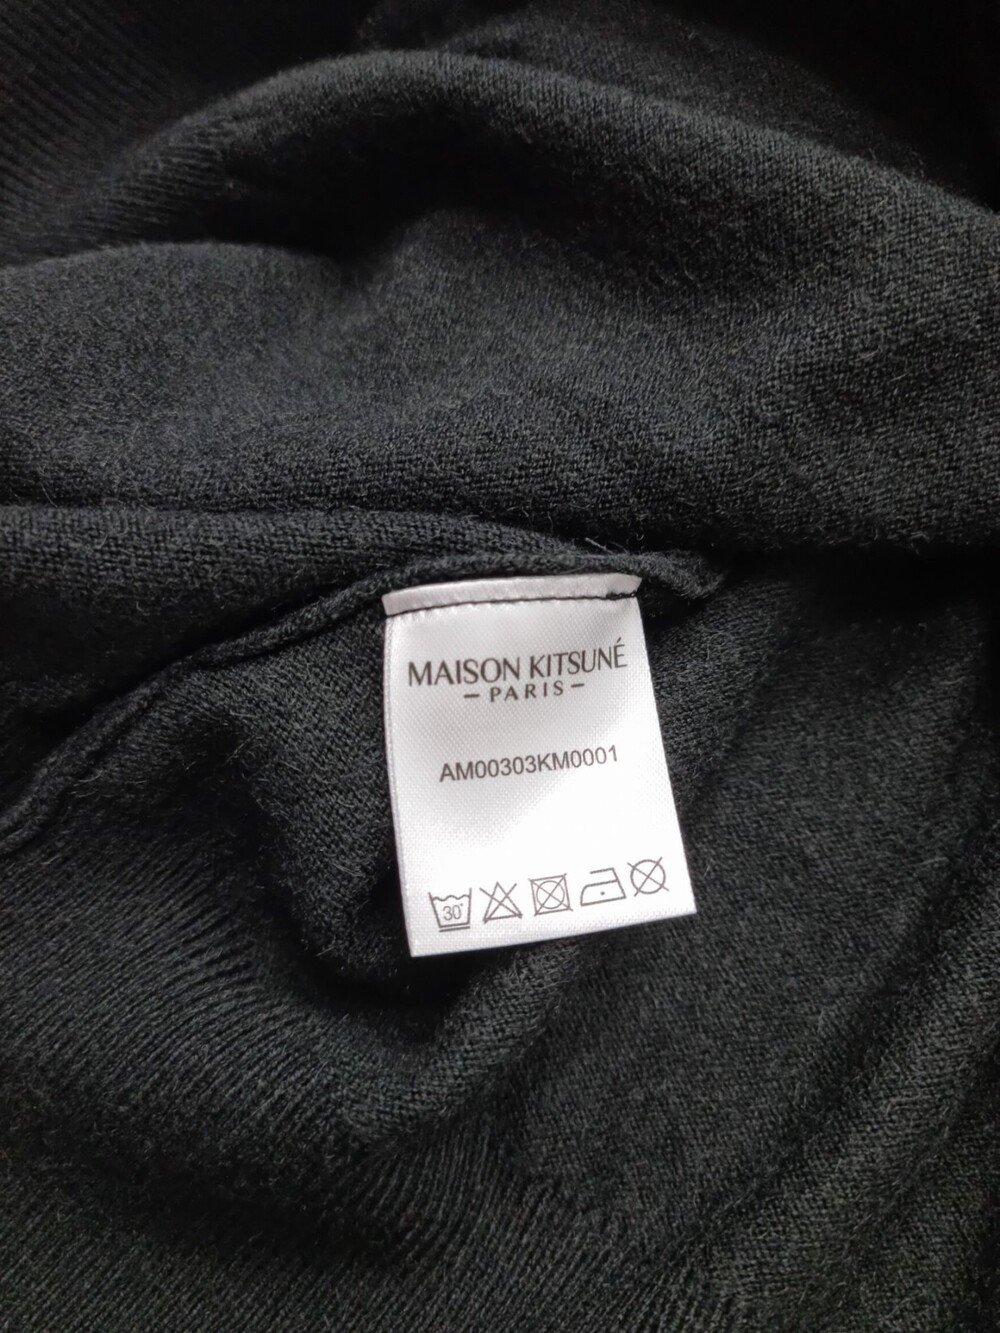 MAISON KITSUNÉ
– PARIS –
AM00303KM0001
30°